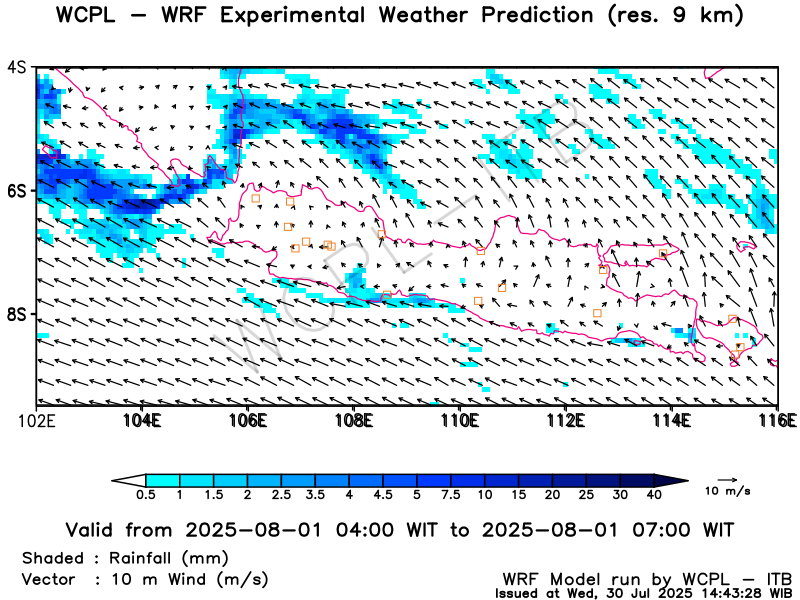 WCPL – WRF Experimental Weather Prediction (res. 9 km)
WCPL-ITB
4S
6S
8S
102E 104E 106E 108E 110E 112E 114E 116E
0.5 1 1.5 2 2.5 3.5 4 4.5 5 7.5 10 15 20 25 30 40
10 m/s
Valid from 2025-08-01 04:00 WIT to 2025-08-01 07:00 WIT
Shaded : Rainfall (mm)
Vector : 10 m Wind (m/s)
WRF Model run by WCPL – ITB
Issued at Wed, 30 Jul 2025 14:43:28 WIB